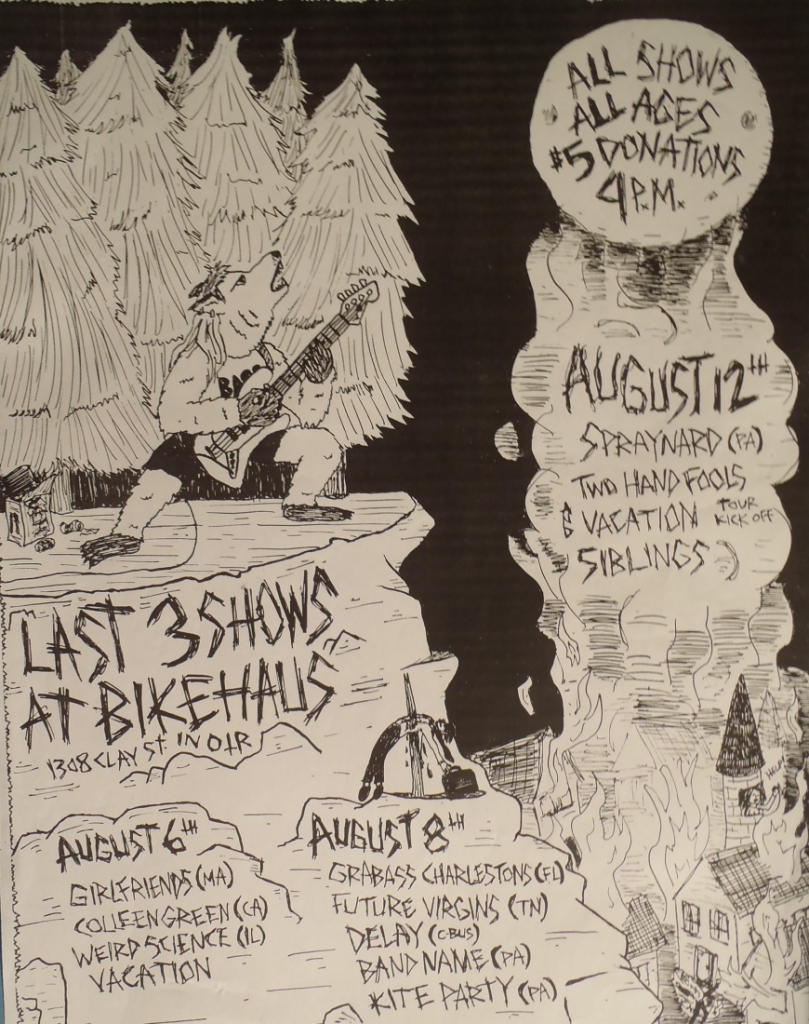 ALL SHOWS
ALL AGES
$5 DONATIONS
4 P.M.
AUGUST 12TH
SPRAYNARD (PA)
TWO HAND FOOLS
& VACATION TOUR KICK OFF
SIBLINGS
LAST 3 SHOWS
AT BIKEHAUS
1308 CLAY ST IN OTR
AUGUST 6TH
GIRLFRIENDS (MA)
COLLEEN GREEN (CA)
WEIRD SCIENCE (IL)
VACATION
AUGUST 8TH
GRABASS CHARLESTONS (FL)
FUTURE VIRGINS (TN)
DELAY (C-BUS)
BAND NAME (PA)
KITE PARTY (PA)